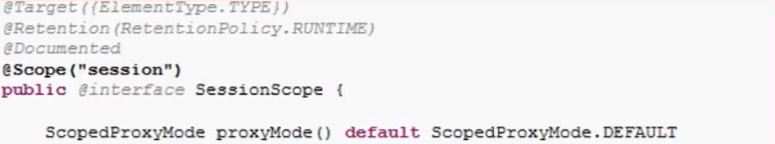 @Target({ElementType.TYPE})
@Retention(RetentionPolicy.RUNTIME)
@Documented
@Scope("session")
public @interface SessionScope {
ScopedProxyMode proxyMode() default ScopedProxyMode.DEFAULT